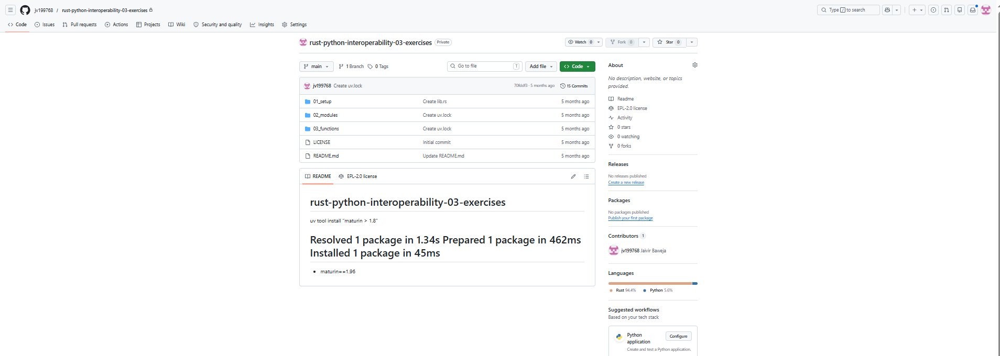 jv199768 / rust-python-interoperability-03-exercises
Type / to search
Code Issues Pull requests Actions Projects Wiki Security and quality Insights Settings
rust-python-interoperability-03-exercises Private
Watch 0 Fork 0 Star 0
main 1 Branch 0 Tags Go to file T Add file Code
jv199768 Create uv.lock 70fddf3 · 5 months ago 15 Commits
01_setup Create lib.rs 5 months ago
02_modules Create uv.lock 5 months ago
03_functions Create uv.lock 5 months ago
LICENSE Initial commit 5 months ago
README.md Update README.md 5 months ago
README EPL-2.0 license
rust-python-interoperability-03-exercises
uv tool install "maturin > 1.8"
Resolved 1 package in 1.34s Prepared 1 package in 462ms
Installed 1 package in 45ms
maturin==1.96
About
No description, website, or topics
provided.
Readme
EPL-2.0 license
Activity
0 stars
0 watching
0 forks
Releases
No releases published
Create a new release
Packages
No packages published
Publish your first package
Contributors 1
jv199768 Jaivir Baweja
Languages
Rust 94.4% Python 5.6%
Suggested workflows
Based on your tech stack
Python
application
Configure
Create and test a Python application.